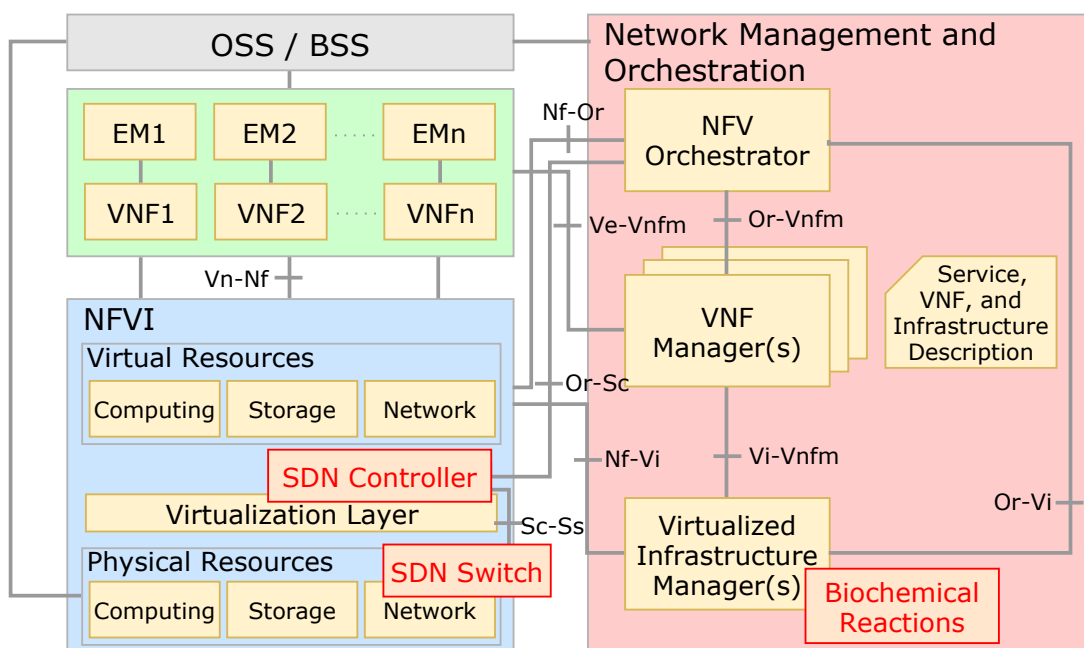 OSS / BSS
EM1
EM2
EMn
VNF1
VNF2
VNFn
Vn-Nf
NFVI
Virtual Resources
Computing
Storage
Network
SDN Controller
Virtualization Layer
Sc-Ss
Physical Resources
SDN Switch
Computing
Storage
Network
Nf-Or
Ve-Vnfm
Or-Sc
Nf-Vi
Network Management and
Orchestration
NFV
Orchestrator
Or-Vnfm
VNF
Manager(s)
Service,
VNF, and
Infrastructure
Description
Vi-Vnfm
Or-Vi
Virtualized
Infrastructure
Manager(s)
Biochemical
Reactions